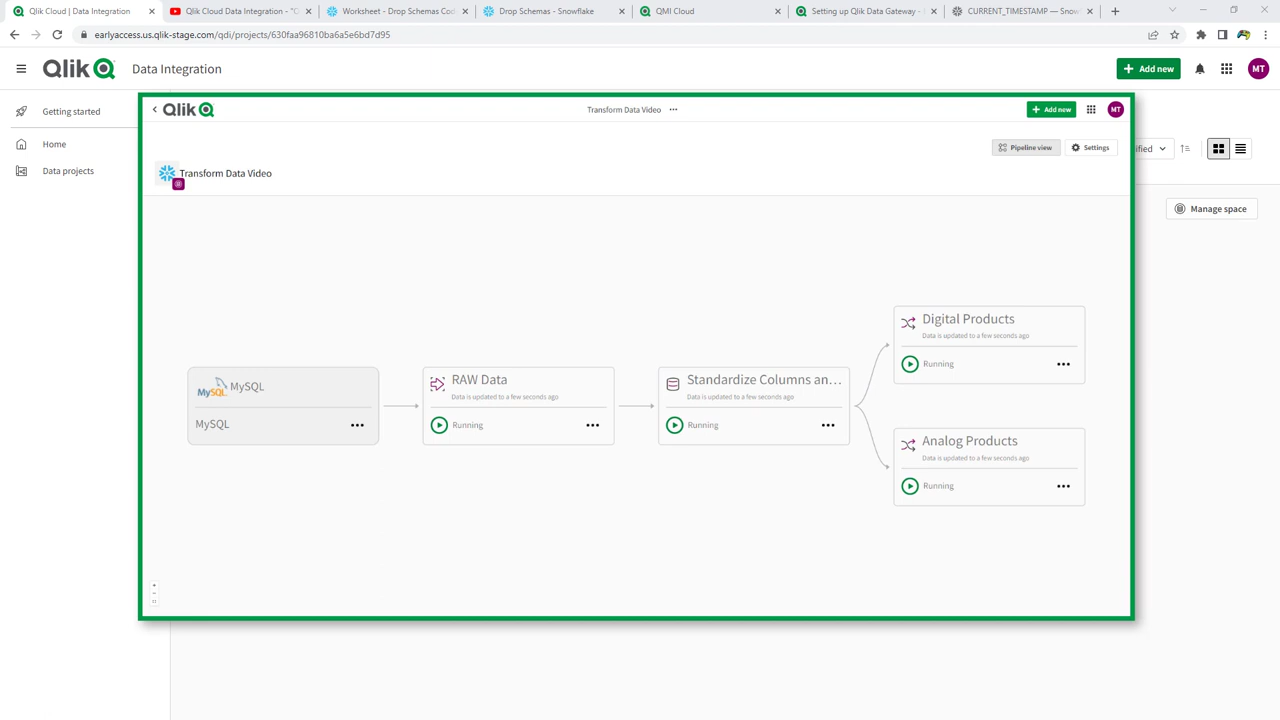 Qlik Cloud | Data Integration
Qlik Cloud Data Integration - "C
Worksheet - Drop Schemas Cod
Drop Schemas - Snowflake
QMI Cloud
Setting up Qlik Data Gateway -
CURRENT_TIMESTAMP — Snow
earlyaccess.us.qlik-stage.com/qdi/projects/630faa96810ba6a5e6bd7d95
Qlik
Data Integration
Add new
MT
Getting started
Home
Data projects
ified
Manage space
Qlik
Transform Data Video
Add new
MT
Pipeline view
Settings
Transform Data Video
MySQL
MySQL
MySQL
RAW Data
Data is updated to a few seconds ago
Running
Standardize Columns an...
Data is updated to a few seconds ago
Running
Digital Products
Data is updated to a few seconds ago
Running
Analog Products
Data is updated to a few seconds ago
Running